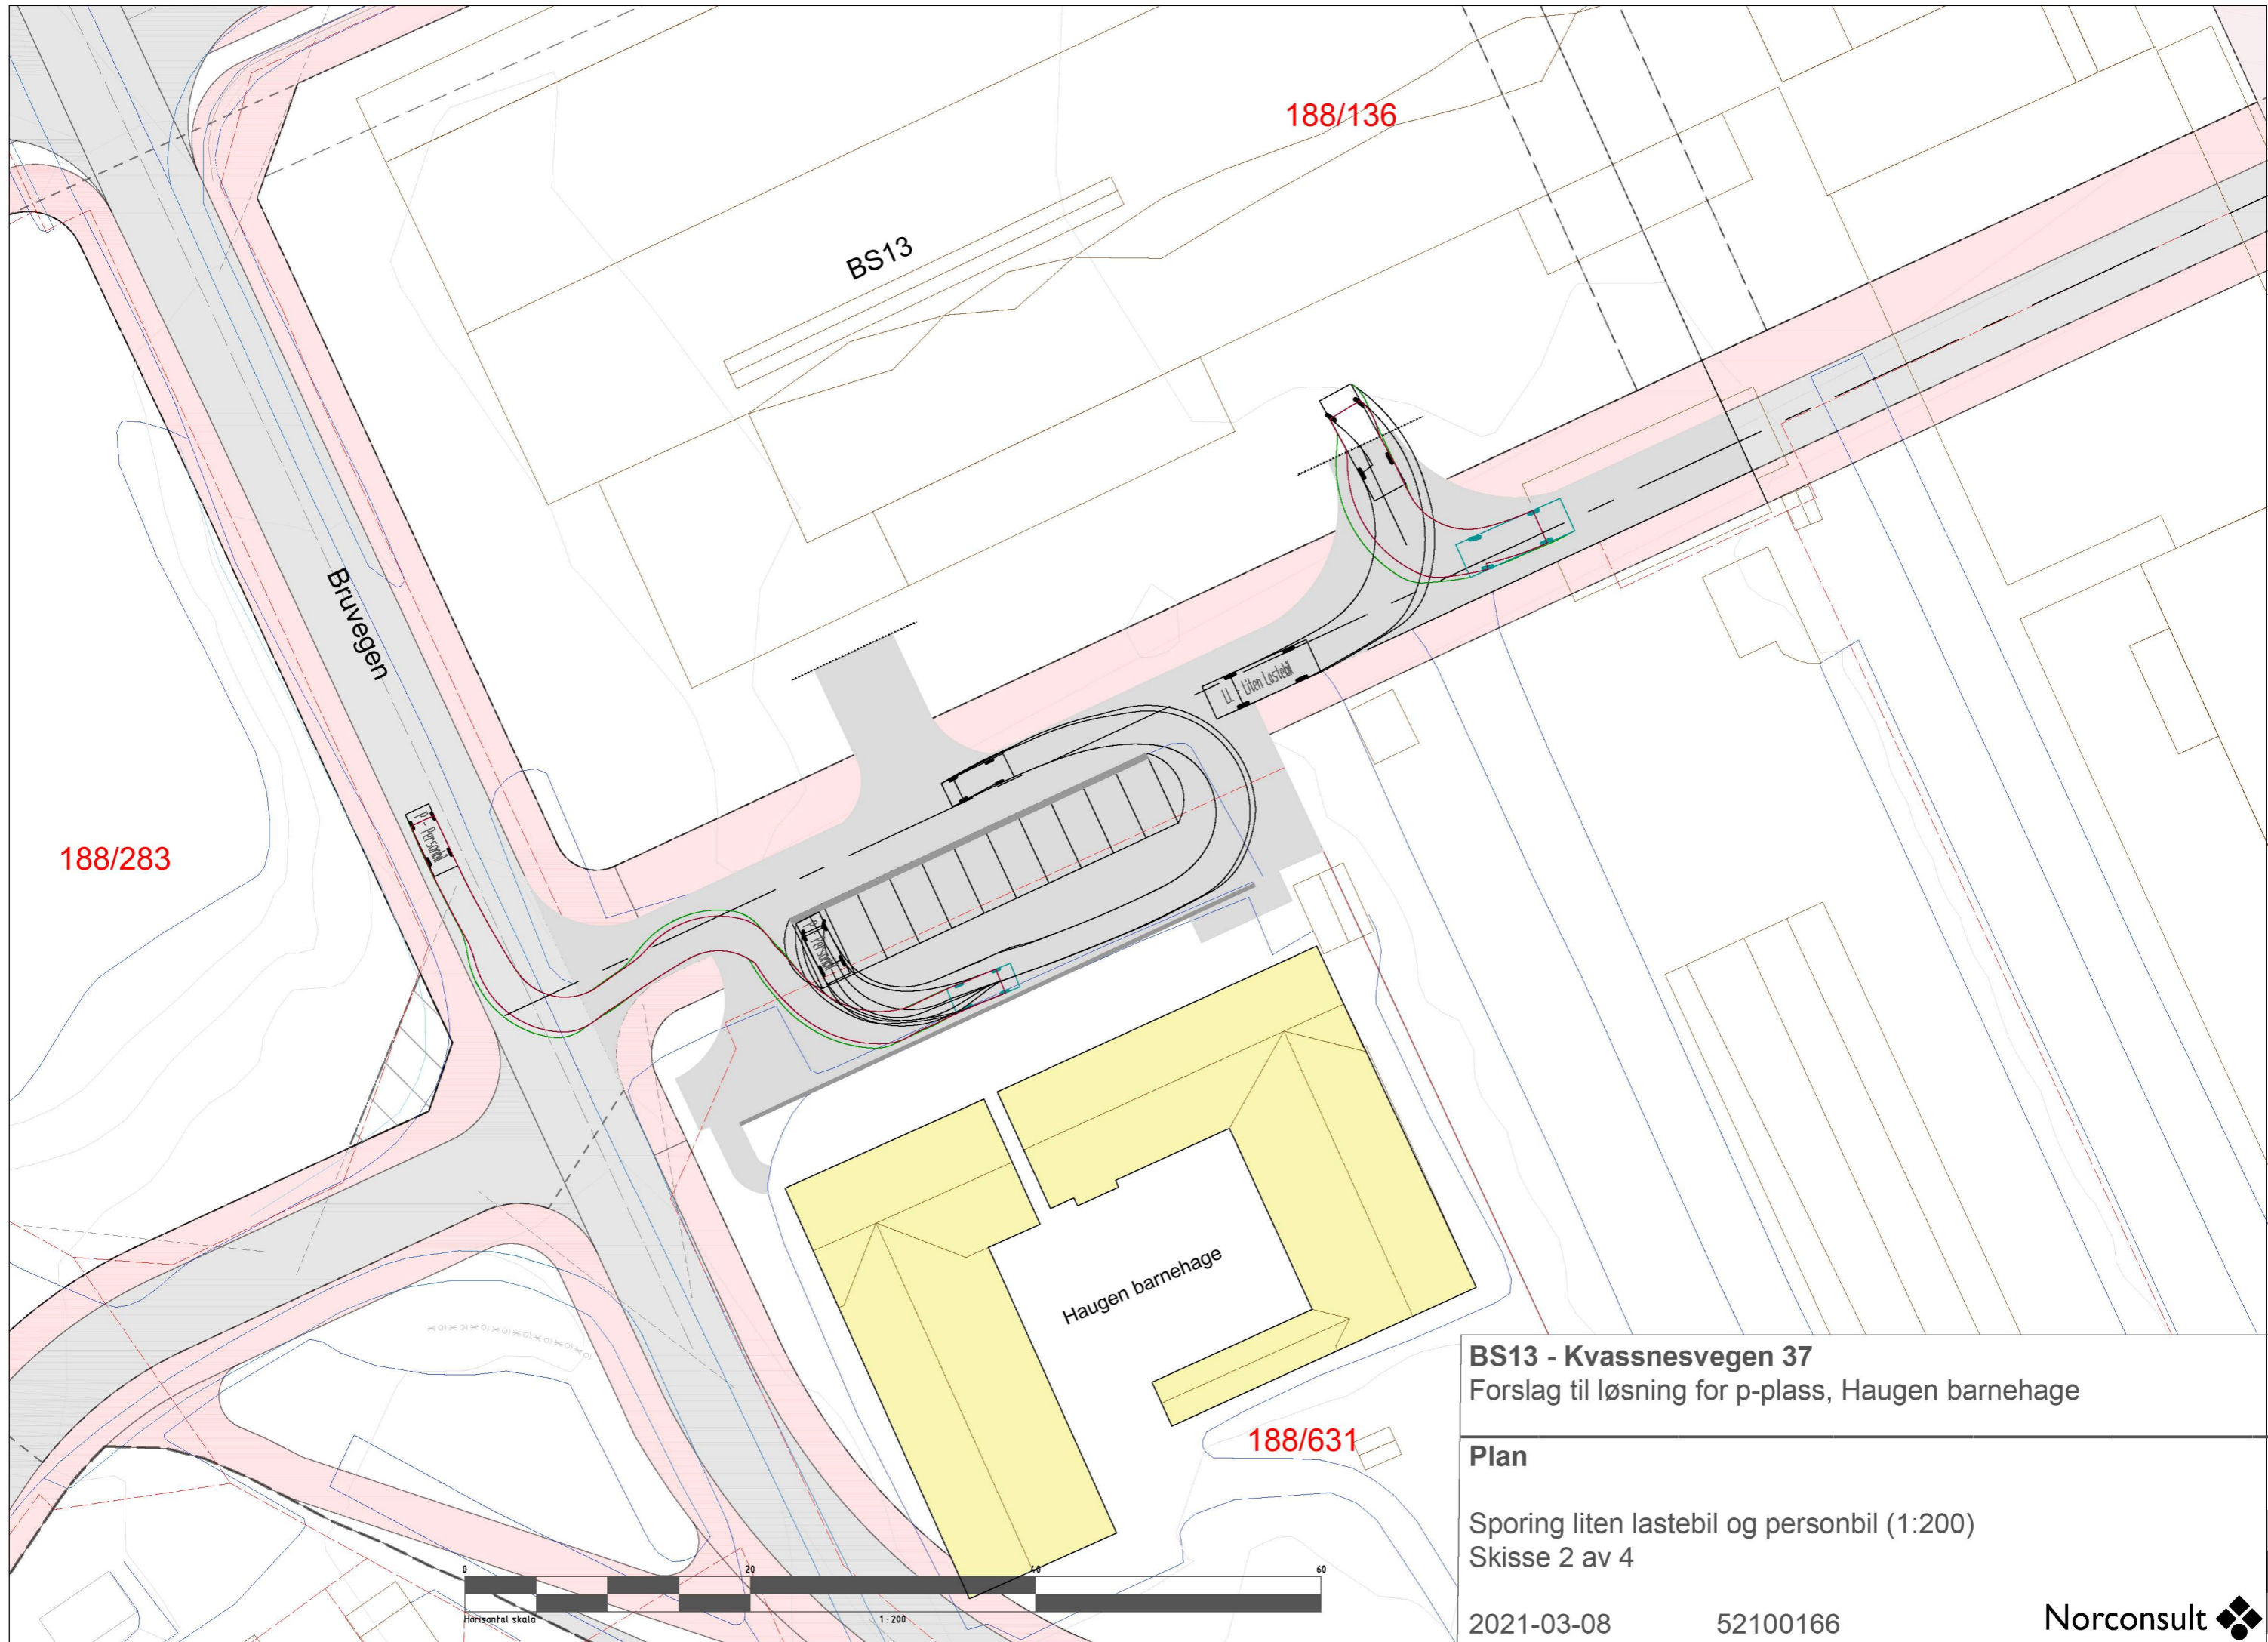 188/136
BS13
Bruvegen
LL - Liten Lastebil
P - Personbil
188/283
P - Personbil
Haugen barnehage
188/631
BS13 - Kvassnesvegen 37
Forslag til løsning for p-plass, Haugen barnehage
Plan
Sporing liten lastebil og personbil (1:200)
Skisse 2 av 4
2021-03-08 52100166
Norconsult
0 20 40 60
Horisontal skala 1:200